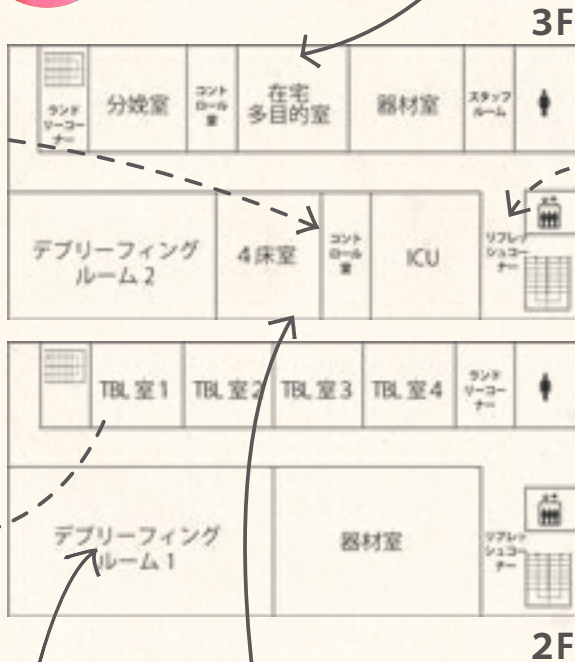 3F
ランド
リーコー
ナー
分娩室
コント
ロール
室
在宅
多目的室
器材室
スタッフ
ルーム
デブリーフィング
ルーム 2
4床室
コント
ロール
室
ICU
リフレッ
シュコー
ナー
TBL 室 1
TBL 室 2
TBL 室 3
TBL 室 4
ランド
リーコー
ナー
デブリーフィング
ルーム 1
器材室
リフレッ
シュコー
ナー
2F